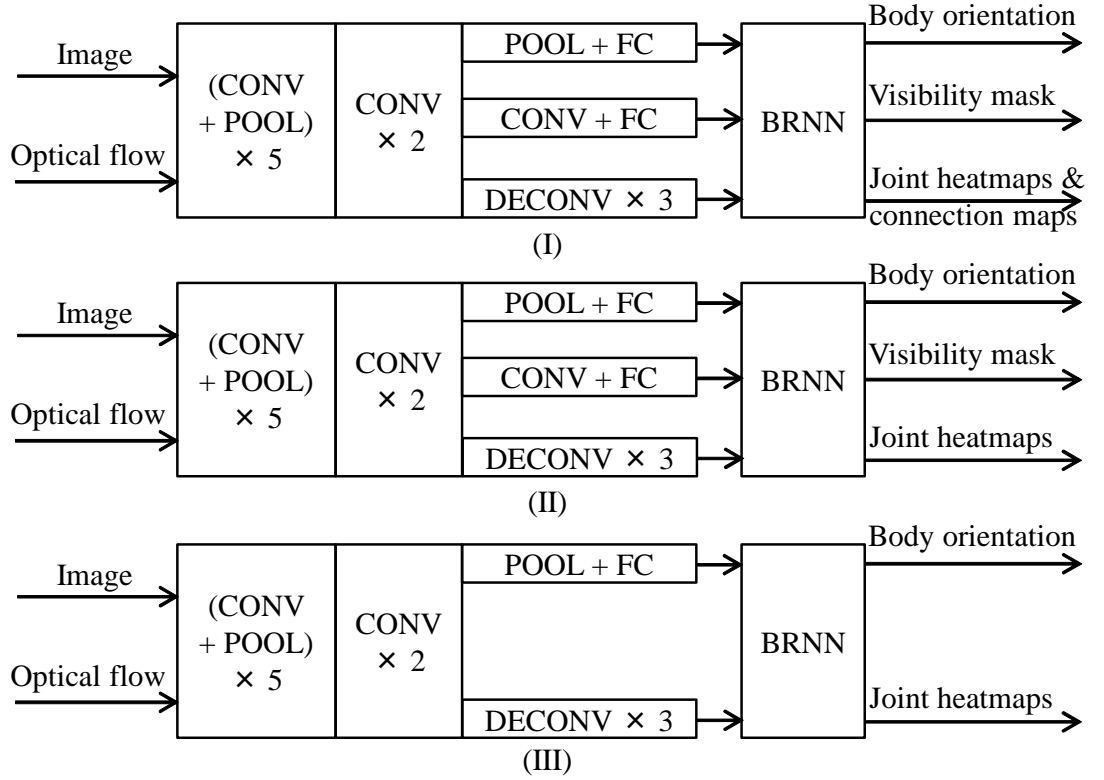 Image
Optical flow
(CONV
+ POOL)
× 5
CONV
× 2
POOL + FC
CONV + FC
DECONV × 3
BRNN
Body orientation
Visibility mask
Joint heatmaps &
connection maps
(I)
Image
Optical flow
(CONV
+ POOL)
× 5
CONV
× 2
POOL + FC
CONV + FC
DECONV × 3
BRNN
Body orientation
Visibility mask
Joint heatmaps
(II)
Image
Optical flow
(CONV
+ POOL)
× 5
CONV
× 2
POOL + FC
DECONV × 3
BRNN
Body orientation
Joint heatmaps
(III)